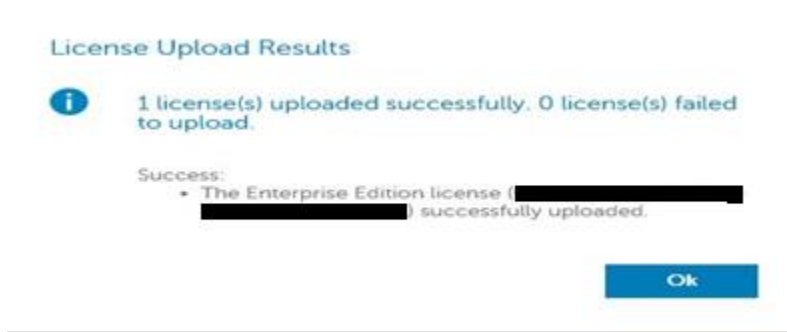 License Upload Results
1 license(s) uploaded successfully. 0 license(s) failed
to upload.
Success:
• The Enterprise Edition license (
) successfully uploaded.
Ok